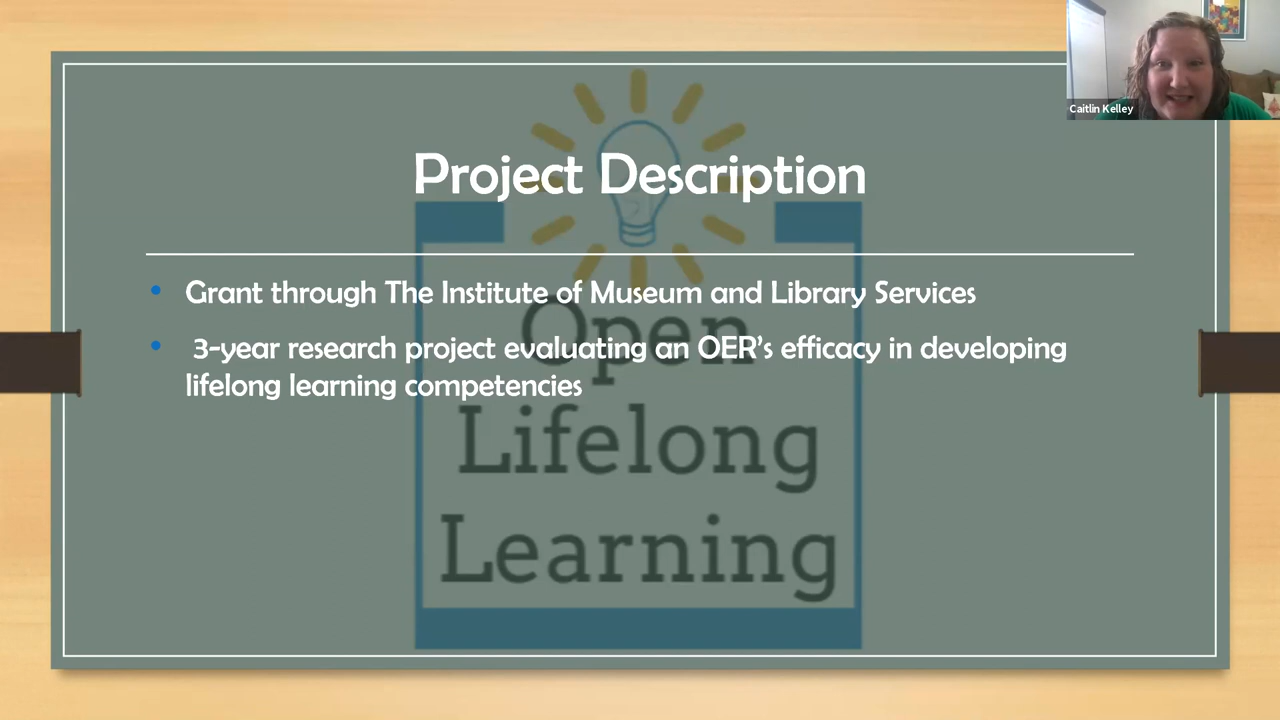 Caitlin Kelley
Project Description
• Grant through The Institute of Museum and Library Services
• 3-year research project evaluating an OER’s efficacy in developing
lifelong learning competencies
Open
Lifelong
Learning